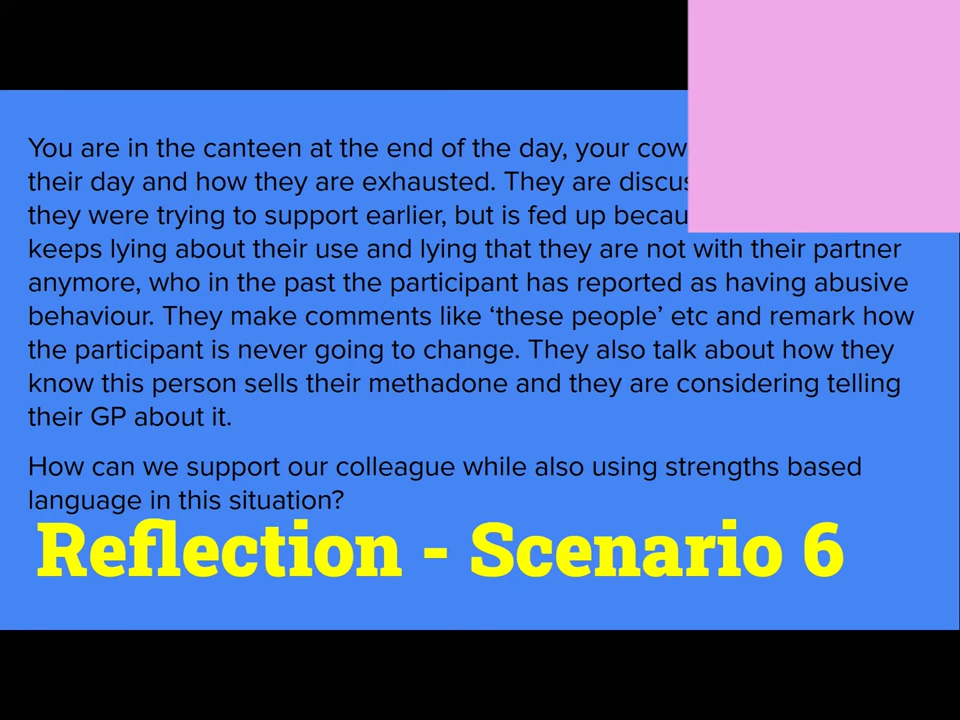 You are in the canteen at the end of the day, your
their day and how they are exhausted. They are
they were trying to support earlier, but is fed up
keeps lying about their use and lying that they are not with their partner
anymore, who in the past the participant has reported as having abusive
behaviour. They make comments like ‘these people’ etc and remark how
the participant is never going to change. They also talk about how they
know this person sells their methadone and they are considering telling
their GP about it.
How can we support our colleague while also using strengths based
language in this situation?
Reflection - Scenario 6